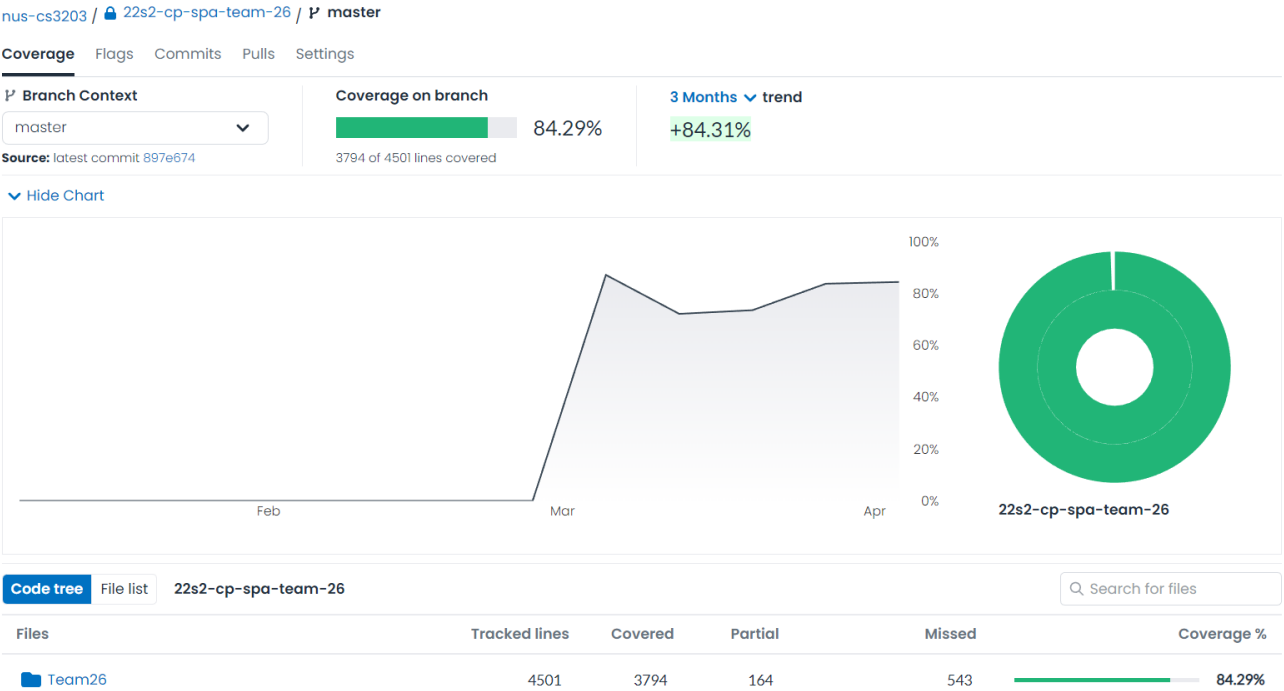 nus-cs3203 / 22s2-cp-spa-team-26 / master
Coverage Flags Commits Pulls Settings
Branch Context
master
Source: latest commit 897e674
Coverage on branch
84.29%
3794 of 4501 lines covered
3 Months trend
+84.31%
Hide Chart
100%
80%
60%
40%
20%
0%
Feb Mar Apr
22s2-cp-spa-team-26
Code tree File list 22s2-cp-spa-team-26 Search for files
Files Tracked lines Covered Partial Missed Coverage %
Team26 4501 3794 164 543 84.29%